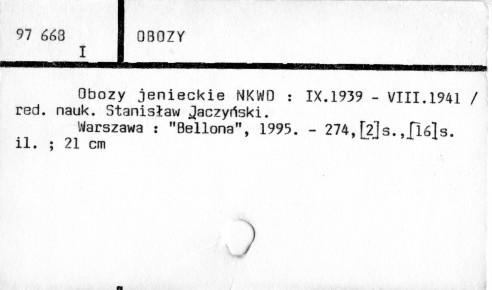 97 668 OBOZY
I
Obozy jenieckie NKWD : IX.1939 - VIII.1941 /
red. nauk. Stanisław Jaczyński.
Warszawa : "Bellona", 1995. - 274,[2]s.,[16]s.
il. ; 21 cm